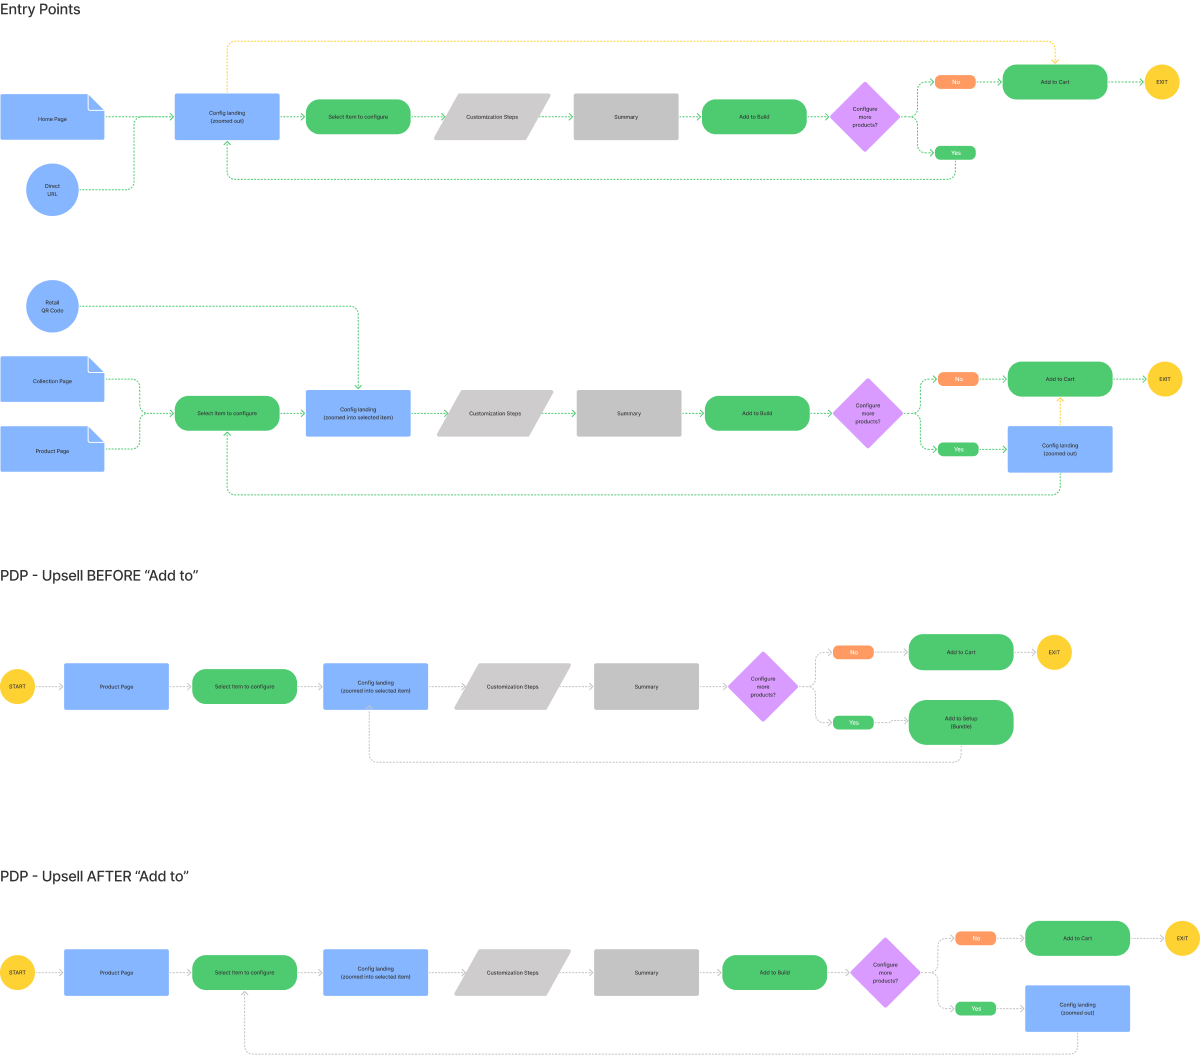 Entry Points
No
Add to Cart
EXIT
Home Page
Config landing
(zoomed out)
Select Item to configure
Customization Steps
Summary
Add to Build
Configure
more
products?
Yes
Direct
URL
Retail
QR Code
Collection Page
Product Page
Select Item to configure
Config landing
(zoomed into selected item)
Customization Steps
Summary
Add to Build
Configure
more
products?
No
Add to Cart
EXIT
Yes
Config landing
(zoomed out)
PDP - Upsell BEFORE “Add to”
START
Product Page
Select Item to configure
Config landing
(zoomed into selected item)
Customization Steps
Summary
Configure
more
products?
No
Add to Cart
EXIT
Yes
Add to Setup
(Bundle)
PDP - Upsell AFTER “Add to”
START
Product Page
Select Item to configure
Config landing
(zoomed into selected item)
Customization Steps
Summary
Add to Build
Configure
more
products?
No
Add to Cart
EXIT
Yes
Config landing
(zoomed out)